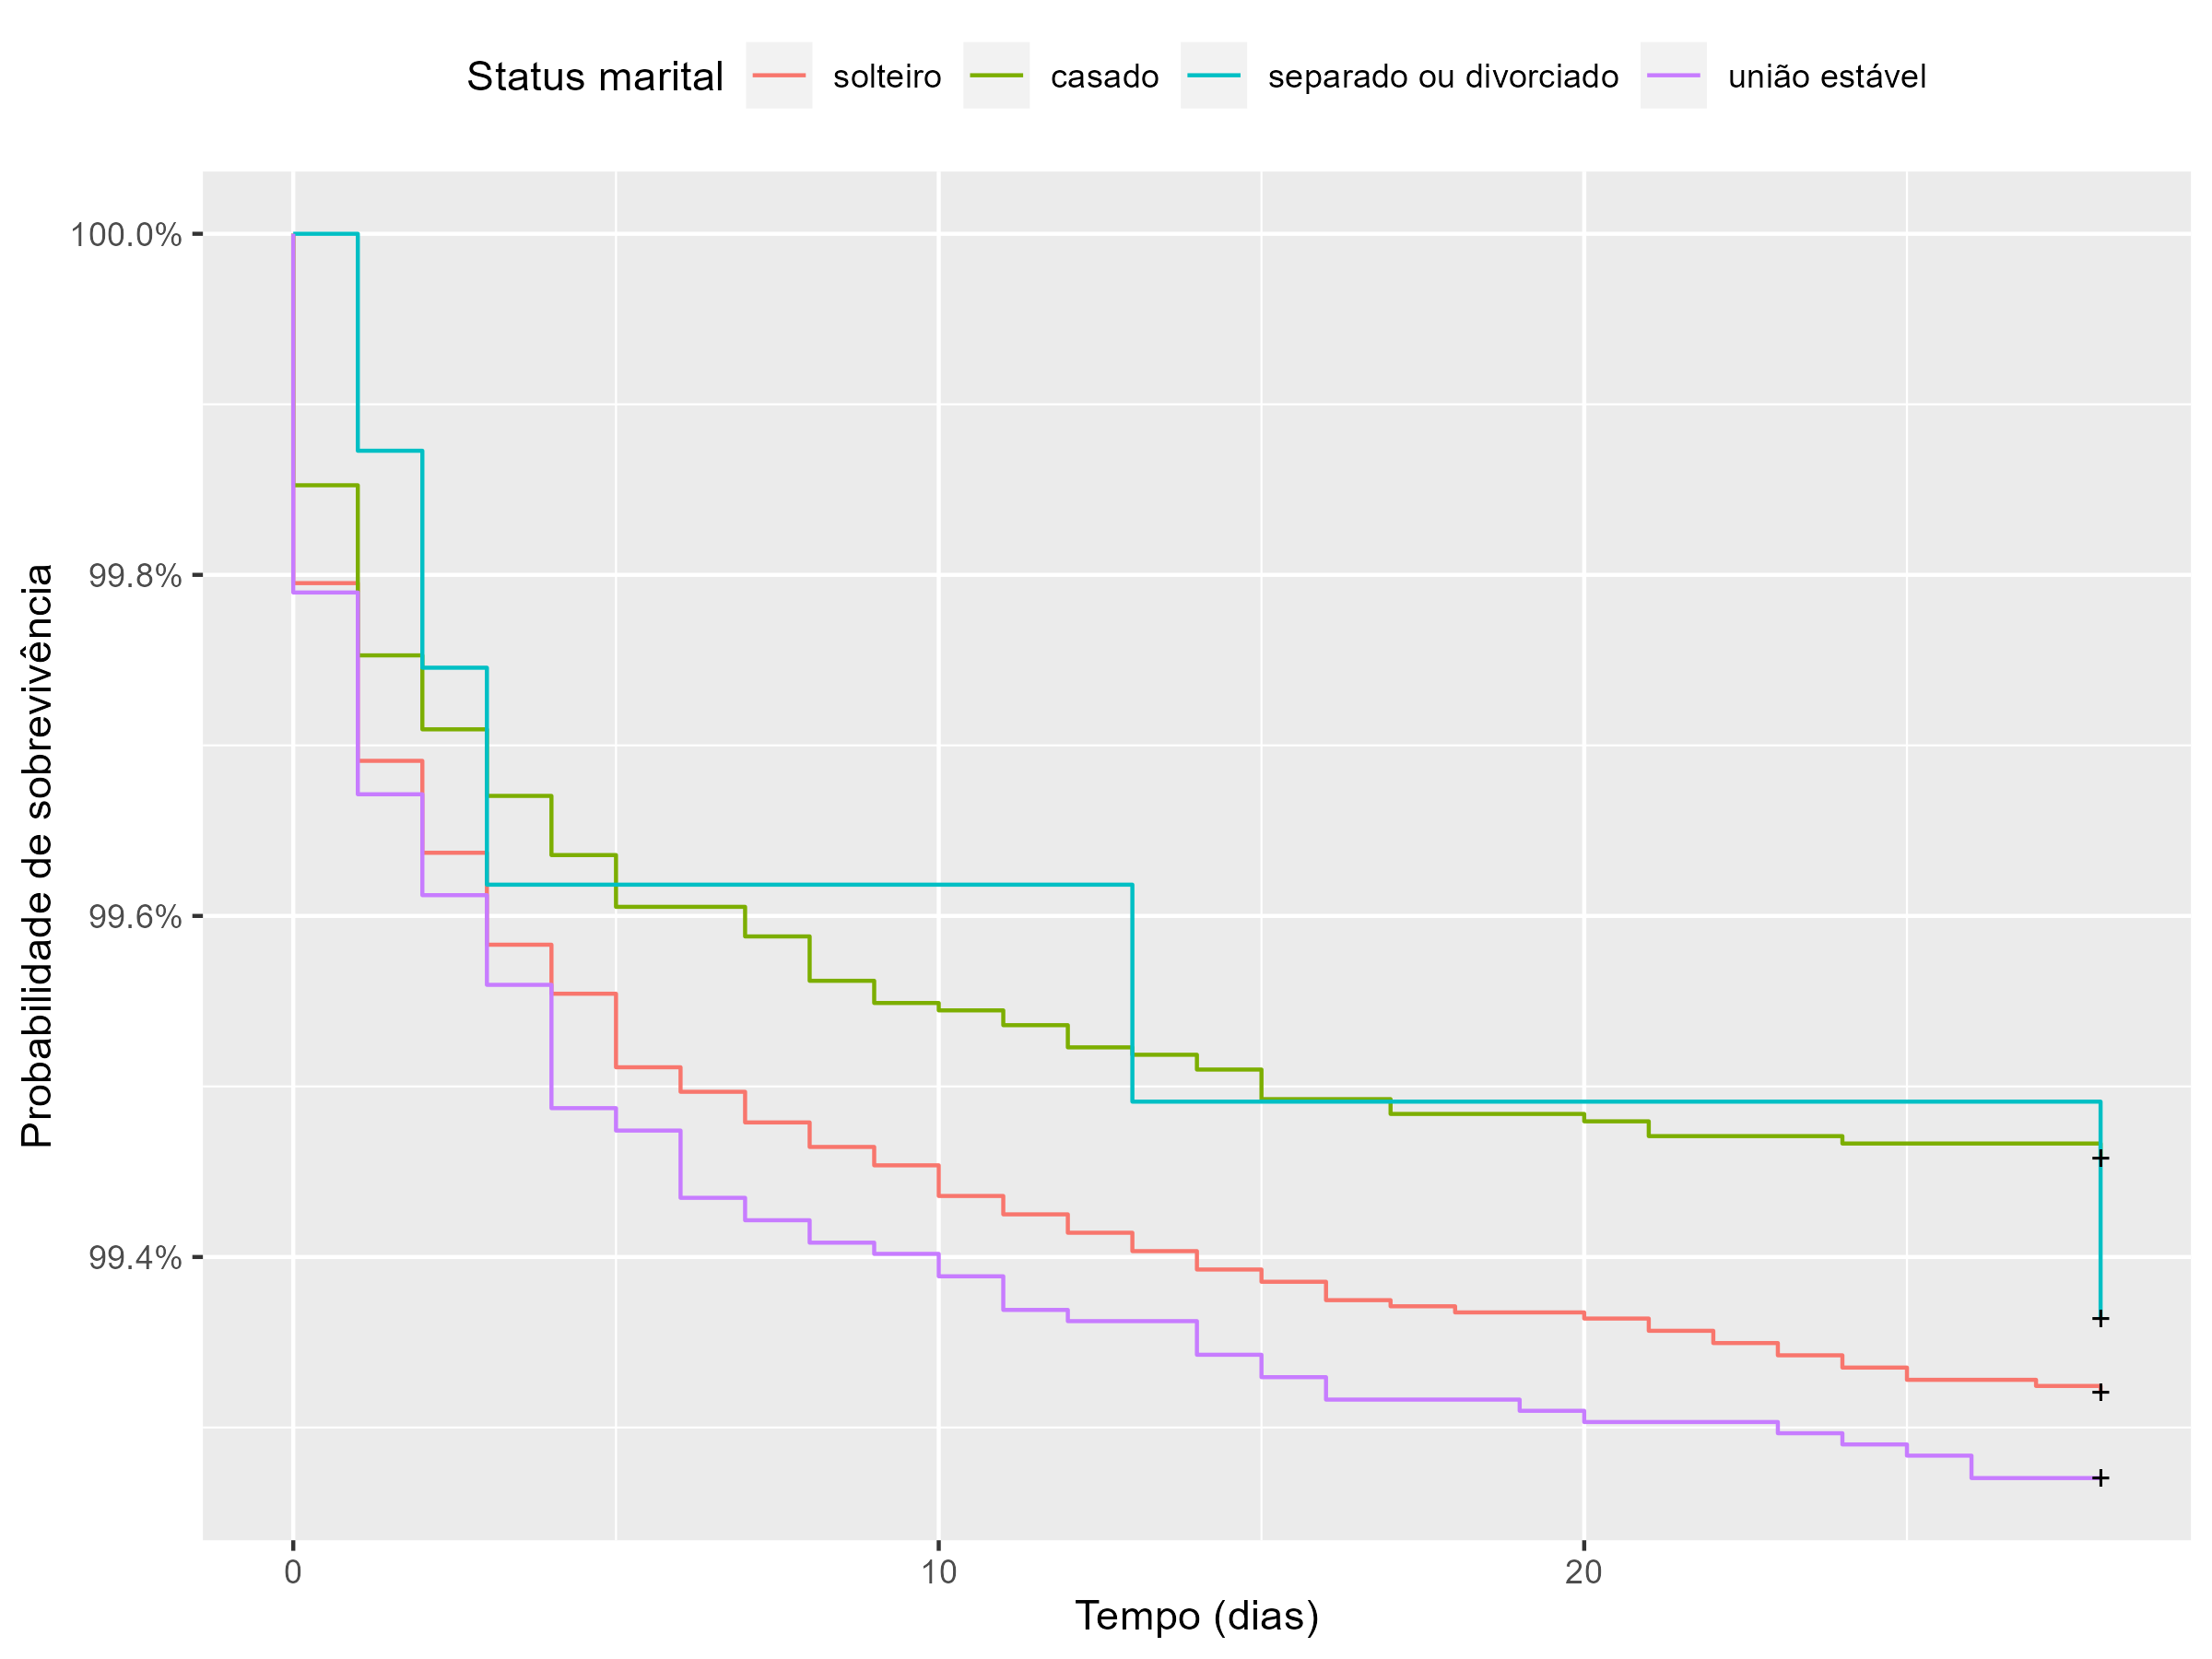 Status marital solteiro casado separado ou divorciado união estável
100.0%
99.8%
99.6%
99.4%
Probabilidade de sobrevivência
0 10 20
Tempo (dias)